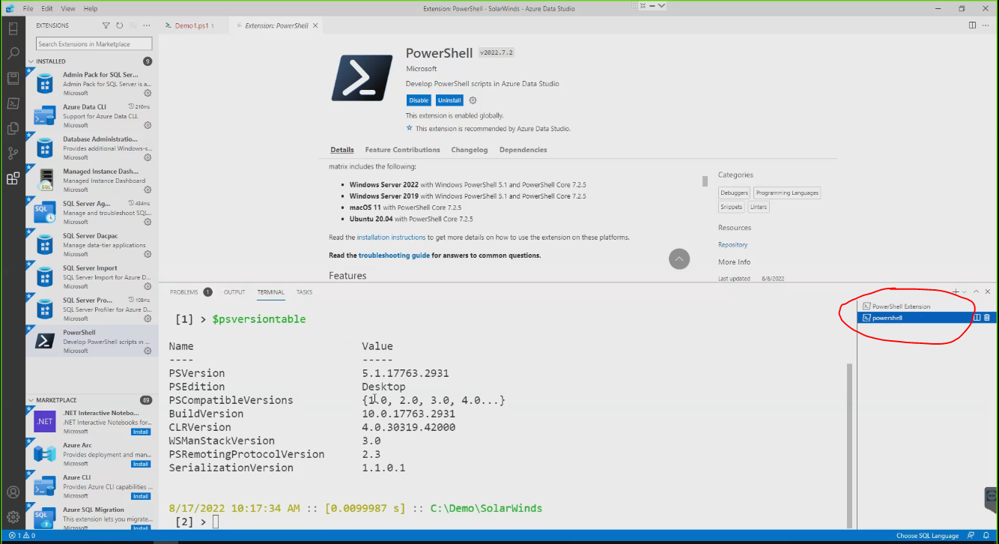 File Edit View Help
Extension: PowerShell - SolarWinds - Azure Data Studio
EXTENSIONS
Demo1.ps1 1
Extension: PowerShell
Search Extensions in Marketplace
INSTALLED 9
Admin Pack for SQL Ser...
Admin Pack for SQL Server is a...
Microsoft
Azure Data CLI 210ms
Support for Azure Data CLI.
Microsoft
Database Administratio...
Provides additional Windows-s...
Microsoft
Managed Instance Dash...
Managed Instance Dashboard
Microsoft
SQL Server Ag... 434ms
Manage and troubleshoot SQL...
Microsoft
SQL Server Dacpac
Manage data-tier applications
Microsoft
SQL Server Import
SQL Server Import for Azure D...
Microsoft
SQL Server Pro... 108ms
SQL Server Profiler for Azure D...
Microsoft
PowerShell
Develop PowerShell scripts in ...
Microsoft
MARKETPLACE 69
.NET Interactive Notebo...
.NET Interactive Notebooks for...
Microsoft Install
Azure Arc
Provides deployment and man...
Microsoft Install
Azure CLI
Provides Azure CLI capabilities ...
Microsoft Install
Azure SQL Migration
This extension lets you migrate...
Microsoft Install
PowerShell v2022.7.2
Microsoft
Develop PowerShell scripts in Azure Data Studio
Disable Uninstall
This extension is enabled globally.
This extension is recommended by Azure Data Studio.
Details Feature Contributions Changelog Dependencies
matrix includes the following:
Windows Server 2022 with Windows PowerShell 5.1 and PowerShell Core 7.2.5
Windows Server 2019 with Windows PowerShell 5.1 and PowerShell Core 7.2.5
macOS 11 with PowerShell Core 7.2.5
Ubuntu 20.04 with PowerShell Core 7.2.5
Read the installation instructions to get more details on how to use the extension on these platforms.
Read the troubleshooting guide for answers to common questions.
Features
Categories
Debuggers Programming Languages
Snippets Linters
Resources
Repository
More Info
Last updated 8/8/2022
PROBLEMS 1 OUTPUT TERMINAL TASKS
PowerShell Extension
powershell
[1] > $psversiontable
Name Value
---- -----
PSVersion 5.1.17763.2931
PSEdition Desktop
PSCompatibleVersions {1.0, 2.0, 3.0, 4.0...}
BuildVersion 10.0.17763.2931
CLRVersion 4.0.30319.42000
WSManStackVersion 3.0
PSRemotingProtocolVersion 2.3
SerializationVersion 1.1.0.1
8/17/2022 10:17:34 AM :: [0.0099987 s] :: C:\Demo\SolarWinds
[2] >
1 0
Choose SQL Language